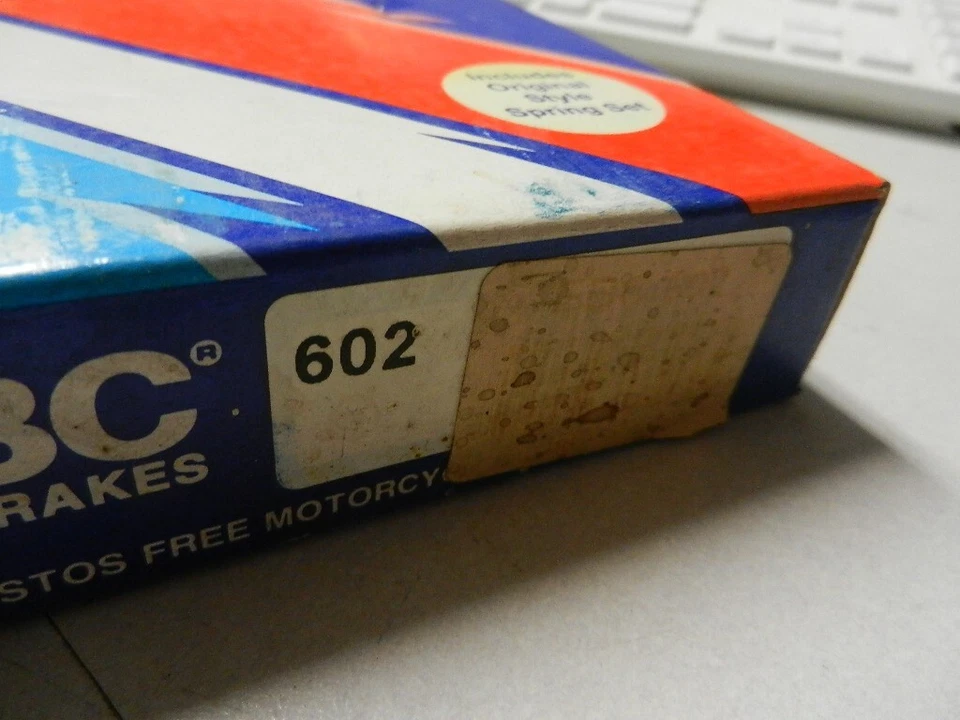 Includes
Original
Style
Spring Set
602
BC®
RAKES
STOS FREE MOTORCY